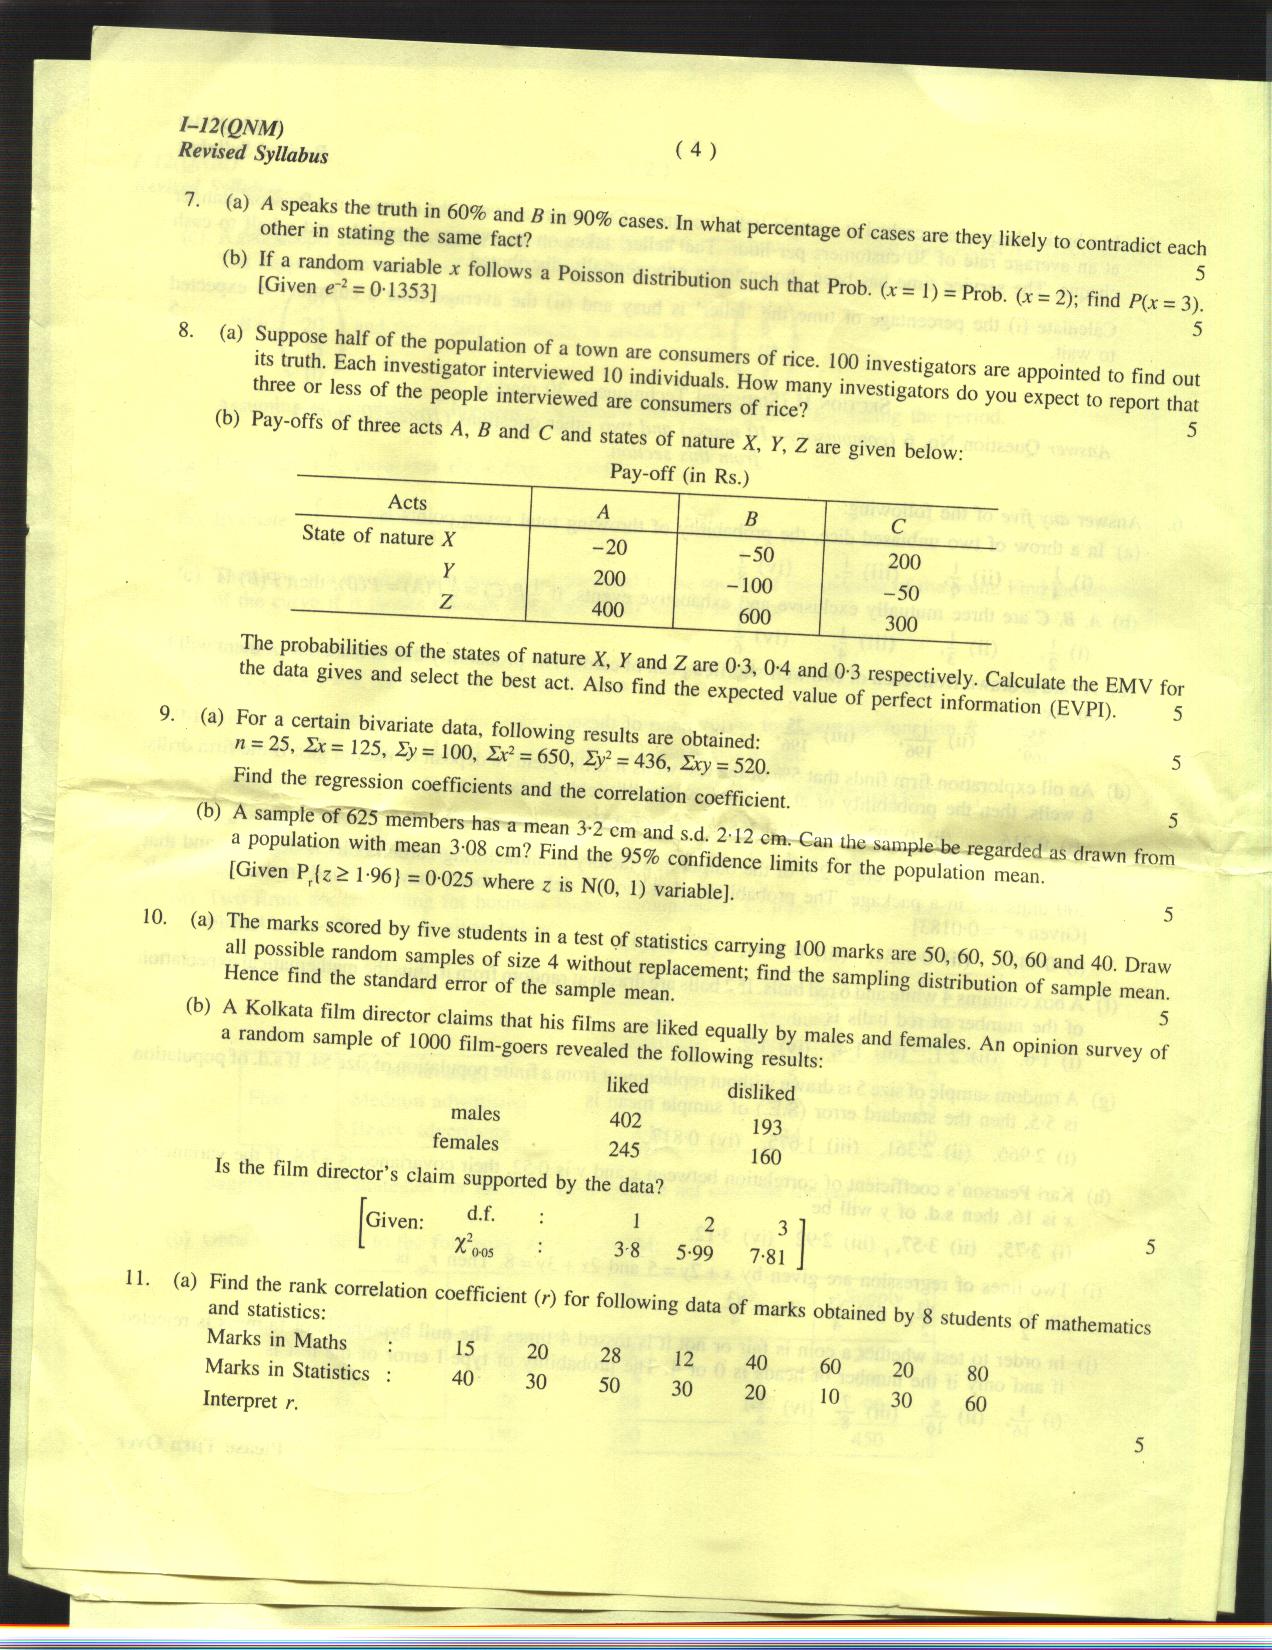 I–12(QNM)
Revised Syllabus
( 4 )
7. (a) A speaks the truth in 60% and B in 90% cases. In what percentage of cases are they likely to contradict each
other in stating the same fact?
5
(b) If a random variable x follows a Poisson distribution such that Prob. (x = 1) = Prob. (x = 2); find P(x = 3).
[Given e⁻² = 0·1353]
5
8. (a) Suppose half of the population of a town are consumers of rice. 100 investigators are appointed to find out
its truth. Each investigator interviewed 10 individuals. How many investigators do you expect to report that
three or less of the people interviewed are consumers of rice?
5
(b) Pay-offs of three acts A, B and C and states of nature X, Y, Z are given below:
Pay-off (in Rs.)
Acts A B C
State of nature X −20 −50 200
Y 200 −100 −50
Z 400 600 300
The probabilities of the states of nature X, Y and Z are 0·3, 0·4 and 0·3 respectively. Calculate the EMV for
the data gives and select the best act. Also find the expected value of perfect information (EVPI).
5
9. (a) For a certain bivariate data, following results are obtained:
n = 25, Σx = 125, Σy = 100, Σx² = 650, Σy² = 436, Σxy = 520.
5
Find the regression coefficients and the correlation coefficient.
5
(b) A sample of 625 members has a mean 3·2 cm and s.d. 2·12 cm. Can the sample be regarded as drawn from
a population with mean 3·08 cm? Find the 95% confidence limits for the population mean.
[Given Pr{z ≥ 1·96} = 0·025 where z is N(0, 1) variable].
5
10. (a) The marks scored by five students in a test of statistics carrying 100 marks are 50, 60, 50, 60 and 40. Draw
all possible random samples of size 4 without replacement; find the sampling distribution of sample mean.
Hence find the standard error of the sample mean.
5
(b) A Kolkata film director claims that his films are liked equally by males and females. An opinion survey of
a random sample of 1000 film-goers revealed the following results:
liked disliked
males 402 193
females 245 160
Is the film director's claim supported by the data?
[Given: d.f. : 1 2 3
χ²0·05 : 3·8 5·99 7·81]
5
11. (a) Find the rank correlation coefficient (r) for following data of marks obtained by 8 students of mathematics
and statistics:
Marks in Maths : 15 20 28 12 40 60 20 80
Marks in Statistics : 40 30 50 30 20 10 30 60
Interpret r.
5